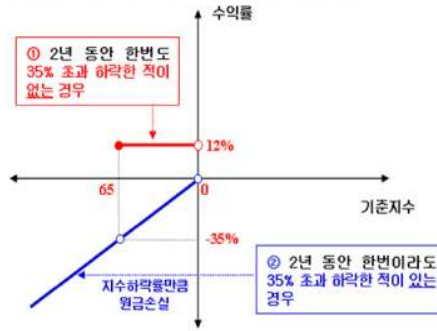 수익률
① 2년 동안 한번도
35% 초과 하락한 적이
없는 경우
12%
65
0
기준지수
-35%
지수하락률만큼
원금손실
② 2년 동안 한번이라도
35% 초과 하락한 적이 있는
경우